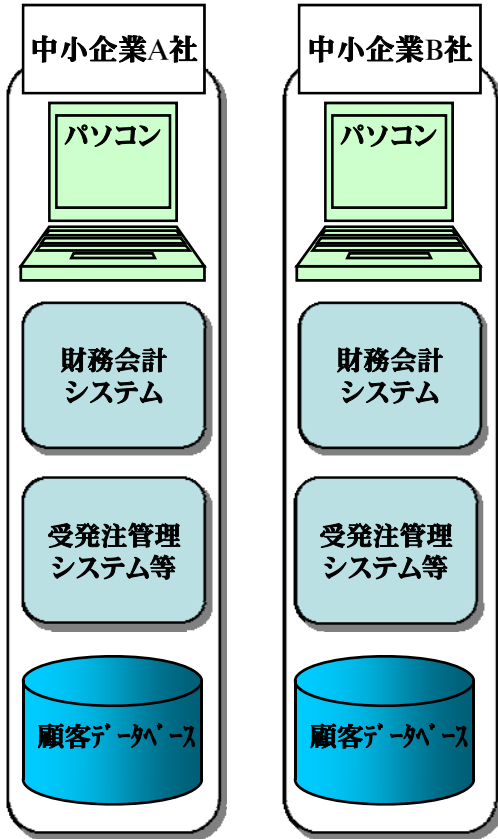 中小企業A社
パソコン
財務会計
システム
受発注管理
システム等
顧客ﾃﾞｰﾀﾍﾞｰｽ
中小企業B社
パソコン
財務会計
システム
受発注管理
システム等
顧客ﾃﾞｰﾀﾍﾞｰｽ